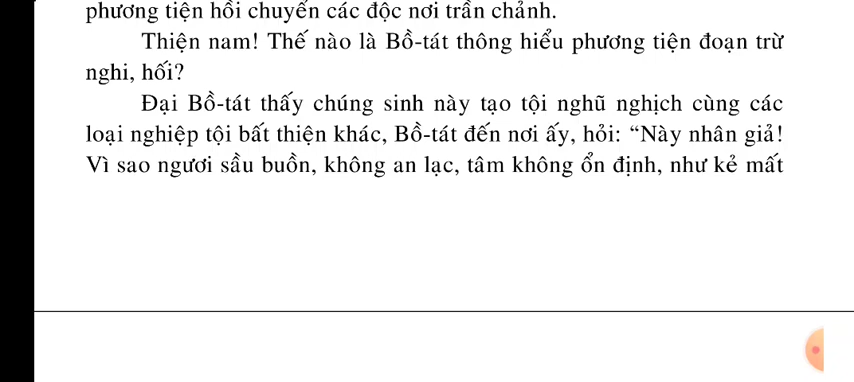 phương tiện hồi chuyển các độc nơi trần chảnh.
Thiện nam! Thế nào là Bồ-tát thông hiểu phương tiện đoạn trừ
nghi, hối?
Đại Bồ-tát thấy chúng sinh này tạo tội nghũ nghịch cùng các
loại nghiệp tội bất thiện khác, Bồ-tát đến nơi ấy, hỏi: “Này nhân giả!
Vì sao ngươi sầu buồn, không an lạc, tâm không ổn định, như kẻ mất